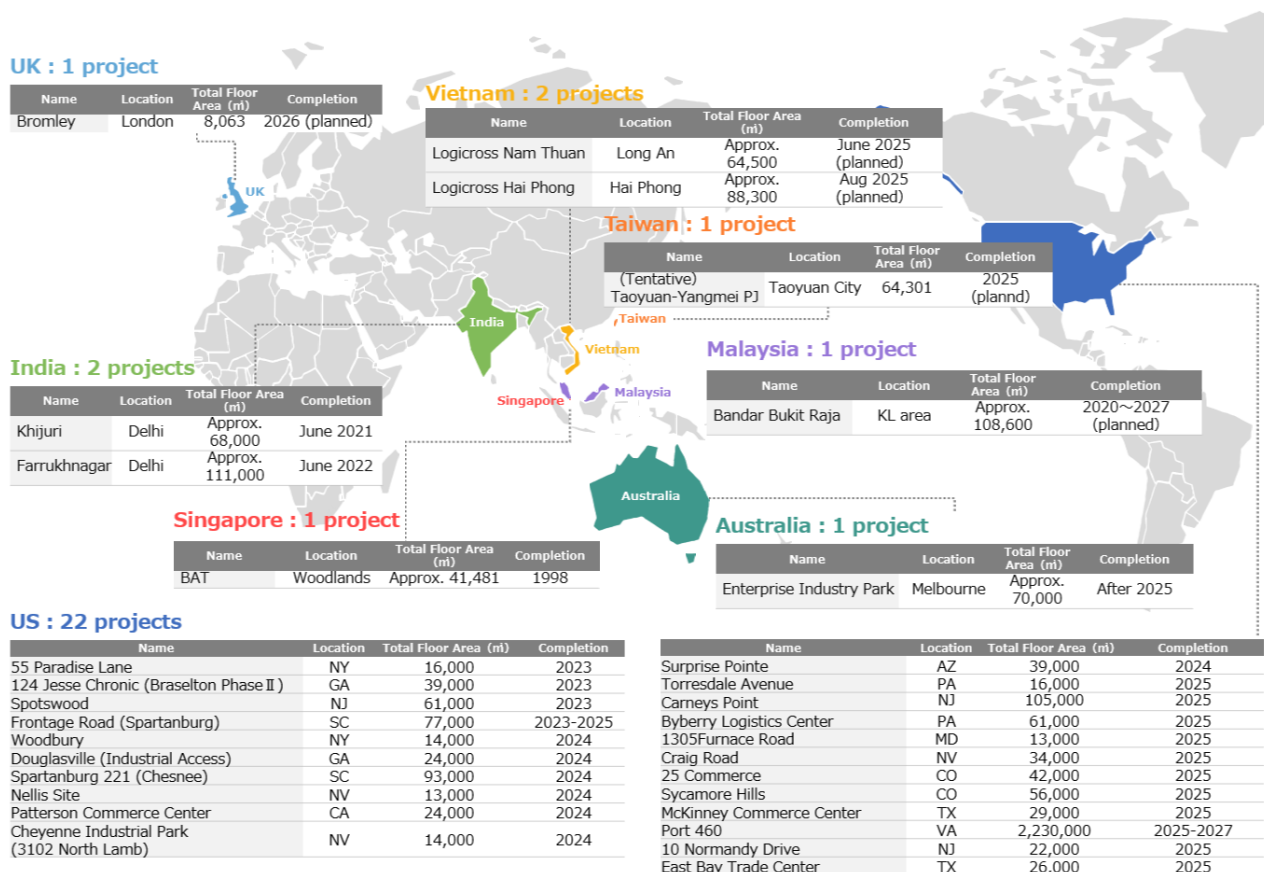 UK : 1 project
Name Location Total Floor Area (㎡) Completion
Bromley London 8,063 2026 (planned)
UK
Vietnam : 2 projects
Name Location Total Floor Area (㎡) Completion
Logicross Nam Thuan Long An Approx. 64,500 June 2025 (planned)
Logicross Hai Phong Hai Phong Approx. 88,300 Aug 2025 (planned)
Taiwan : 1 project
Name Location Total Floor Area (㎡) Completion
(Tentative) Taoyuan-Yangmei PJ Taoyuan City 64,301 2025 (plannd)
India
Taiwan
Vietnam
Malaysia
Singapore
Australia
India : 2 projects
Name Location Total Floor Area (㎡) Completion
Khijuri Delhi Approx. 68,000 June 2021
Farrukhnagar Delhi Approx. 111,000 June 2022
Malaysia : 1 project
Name Location Total Floor Area (㎡) Completion
Bandar Bukit Raja KL area Approx. 108,600 2020～2027 (planned)
Singapore : 1 project
Name Location Total Floor Area (㎡) Completion
BAT Woodlands Approx. 41,481 1998
Australia : 1 project
Name Location Total Floor Area (㎡) Completion
Enterprise Industry Park Melbourne Approx. 70,000 After 2025
US : 22 projects
Name Location Total Floor Area (㎡) Completion
55 Paradise Lane NY 16,000 2023
124 Jesse Chronic (Braselton PhaseⅡ) GA 39,000 2023
Spotswood NJ 61,000 2023
Frontage Road (Spartanburg) SC 77,000 2023-2025
Woodbury NY 14,000 2024
Douglasville (Industrial Access) GA 24,000 2024
Spartanburg 221 (Chesnee) SC 93,000 2024
Nellis Site NV 13,000 2024
Patterson Commerce Center CA 24,000 2024
Cheyenne Industrial Park (3102 North Lamb) NV 14,000 2024
Name Location Total Floor Area (㎡) Completion
Surprise Pointe AZ 39,000 2024
Torresdale Avenue PA 16,000 2025
Carneys Point NJ 105,000 2025
Byberry Logistics Center PA 61,000 2025
1305Furnace Road MD 13,000 2025
Craig Road NV 34,000 2025
25 Commerce CO 42,000 2025
Sycamore Hills CO 56,000 2025
McKinney Commerce Center TX 29,000 2025
Port 460 VA 2,230,000 2025-2027
10 Normandy Drive NJ 22,000 2025
East Bay Trade Center TX 26,000 2025